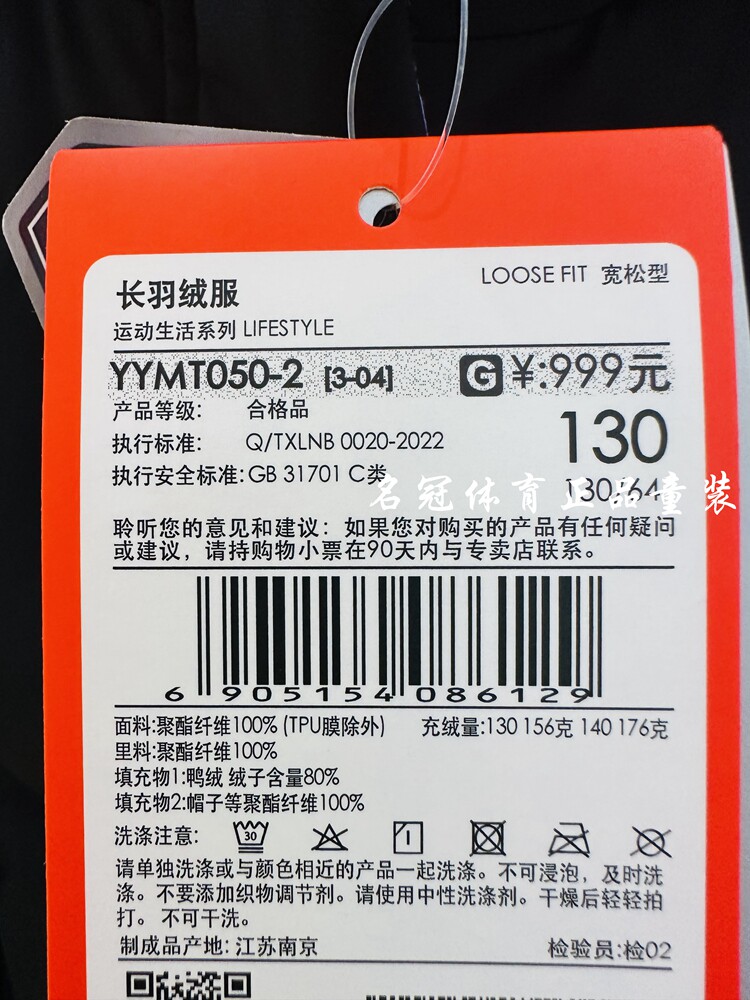 长羽绒服
LOOSE FIT 宽松型
运动生活系列 LIFESTYLE
YYMT050-2 [3-04] G ¥:999元
产品等级: 合格品
130
执行标准: Q/TXLNB 0020-2022
执行安全标准:GB 31701 C类
130/64
名冠体育正品童装
聆听您的意见和建议：如果您对购买的产品有任何疑问
或建议，请持购物小票在90天内与专卖店联系。
6 905154 086129
面料:聚酯纤维100% (TPU膜除外) 充绒量:130 156克 140 176克
里料:聚酯纤维100%
填充物1:鸭绒 绒子含量80%
填充物2:帽子等聚酯纤维100%
洗涤注意: 30
请单独洗涤或与颜色相近的产品一起洗涤。不可浸泡，及时洗
涤。不要添加织物调节剂。请使用中性洗涤剂。干燥后轻轻拍
打。 不可干洗。
制成品产地: 江苏南京 检验员:检02